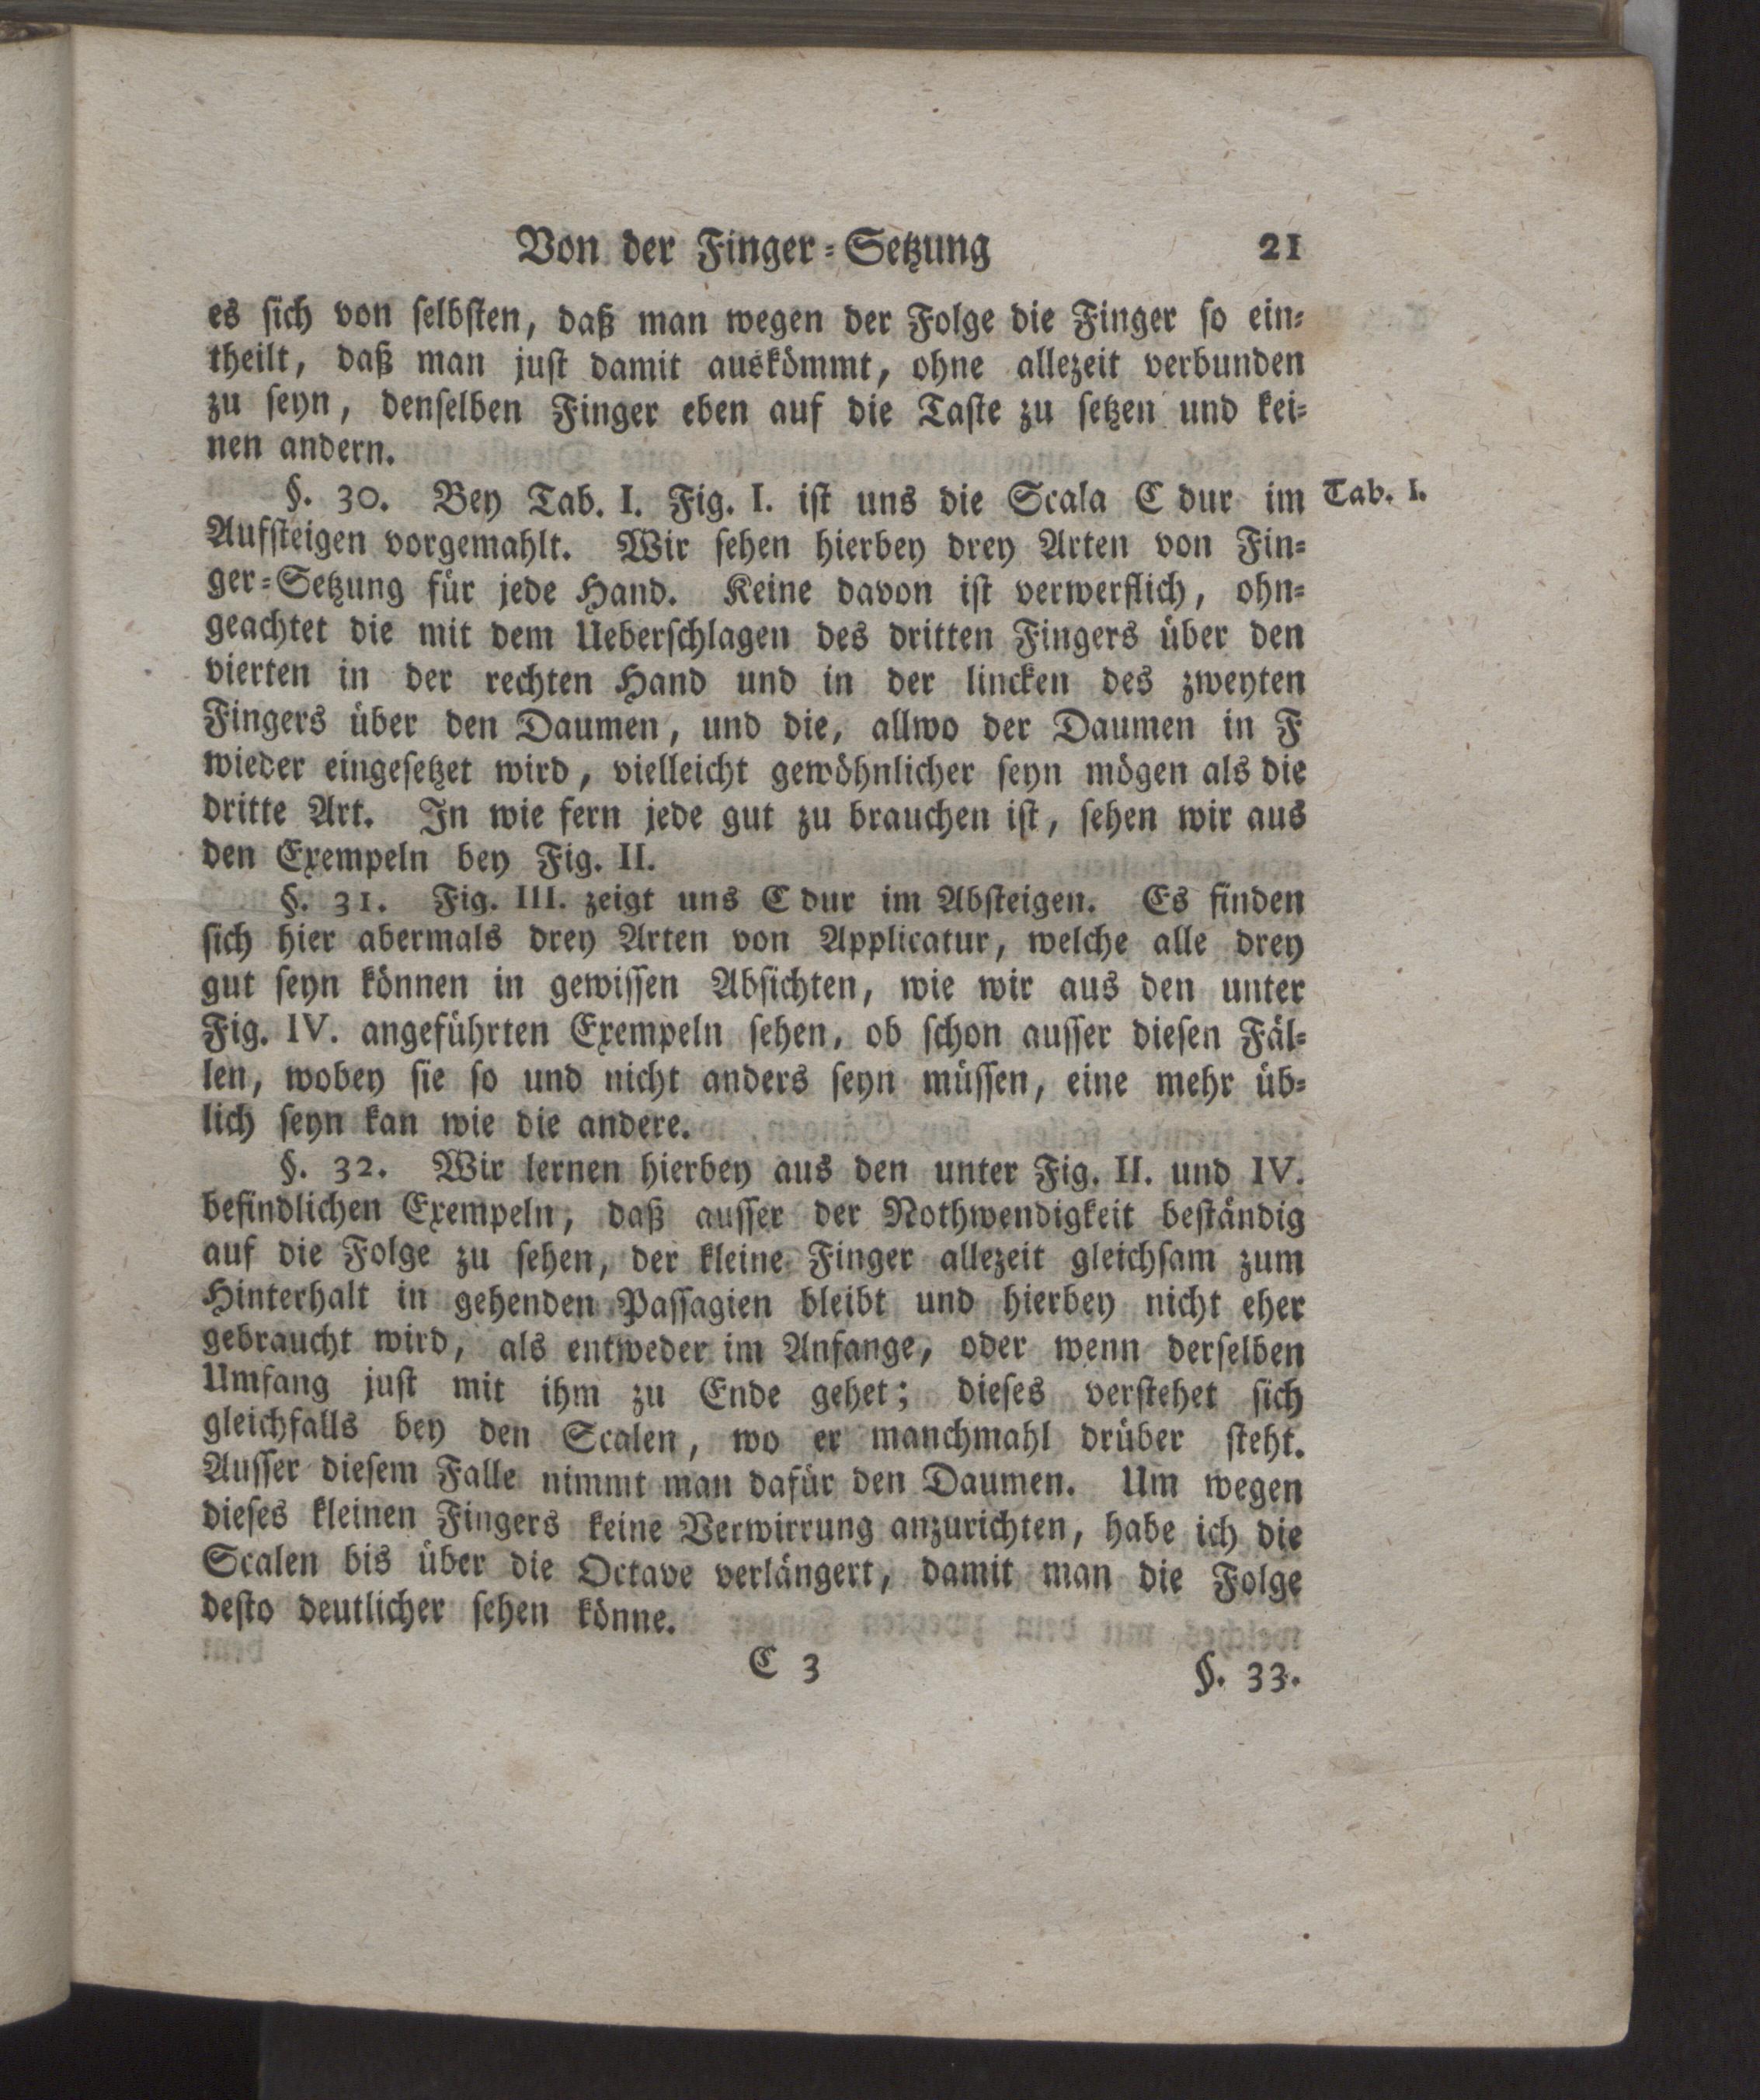 Von der Finger-Setzung 21
es sich von selbsten, daß man wegen der Folge die Finger so ein-
theilt, daß man just damit auskömmt, ohne allezeit verbunden
zu seyn, denselben Finger eben auf die Taste zu setzen und kei-
nen andern.
§. 30. Bey Tab. I. Fig. I. ist uns die Scala C dur im Tab. I.
Aufsteigen vorgemahlt. Wir sehen hierbey drey Arten von Fin-
ger-Setzung für jede Hand. Keine davon ist verwerflich, ohn-
geachtet die mit dem Ueberschlagen des dritten Fingers über den
vierten in der rechten Hand und in der lincken des zweyten
Fingers über den Daumen, und die, allwo der Daumen in F
wieder eingesetzet wird, vielleicht gewöhnlicher seyn mögen als die
dritte Art. In wie fern jede gut zu brauchen ist, sehen wir aus
den Exempeln bey Fig. II.
§. 31. Fig. III. zeigt uns C dur im Absteigen. Es finden
sich hier abermals drey Arten von Applicatur, welche alle drey
gut seyn können in gewissen Absichten, wie wir aus den unter
Fig. IV. angeführten Exempeln sehen, ob schon ausser diesen Fäl-
len, wobey sie so und nicht anders seyn müssen, eine mehr üb-
lich seyn kan wie die andere.
§. 32. Wir lernen hierbey aus den unter Fig. II. und IV.
befindlichen Exempeln, daß ausser der Nothwendigkeit beständig
auf die Folge zu sehen, der kleine Finger allezeit gleichsam zum
Hinterhalt in gehenden Passagien bleibt und hierbey nicht eher
gebraucht wird, als entweder im Anfange, oder wenn derselben
Umfang just mit ihm zu Ende gehet; dieses verstehet sich
gleichfalls bey den Scalen, wo er manchmahl drüber steht.
Ausser diesem Falle nimmt man dafür den Daumen. Um wegen
dieses kleinen Fingers keine Verwirrung anzurichten, habe ich die
Scalen bis über die Octave verlängert, damit man die Folge
desto deutlicher sehen könne.
C 3 §. 33.